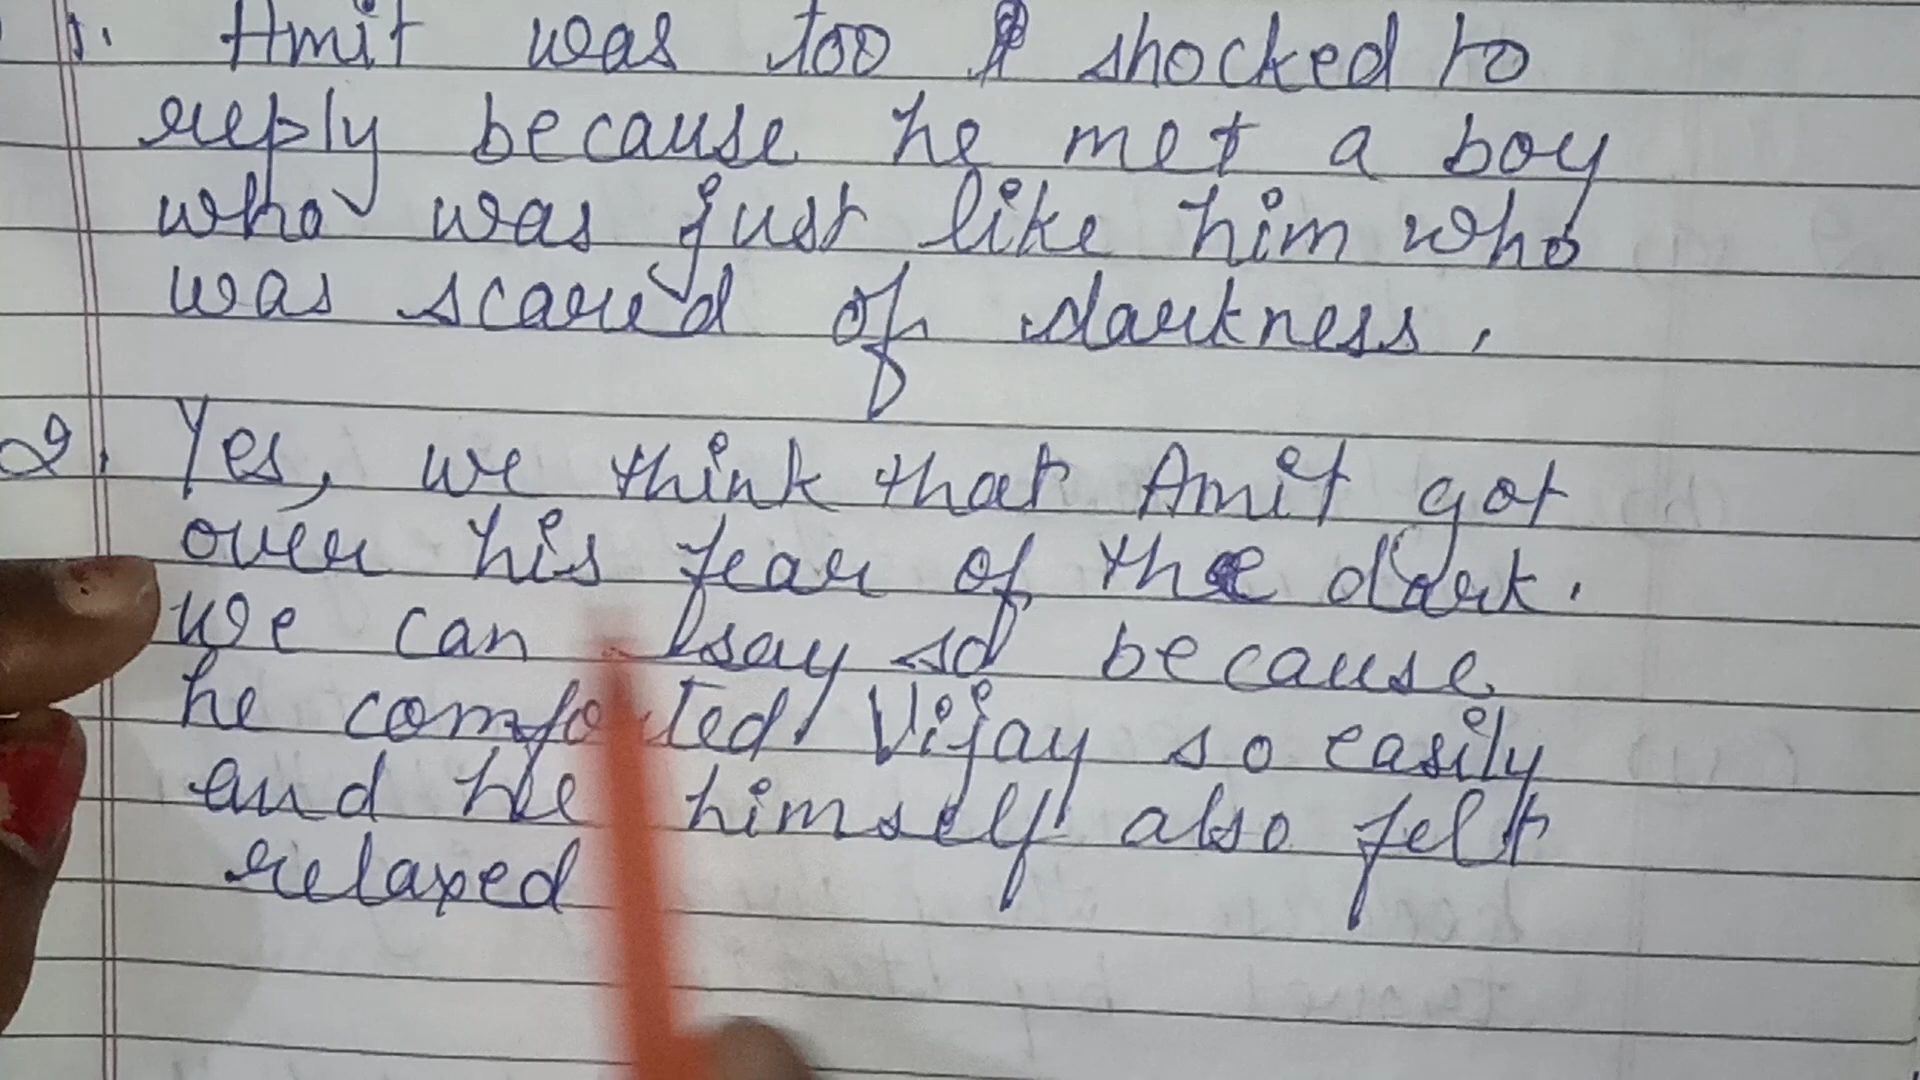 1. Amit was too shocked to
reply because he met a boy
who was just like him who
was scared of darkness.
2. Yes, we think that Amit got
over his fear of the dark.
we can say so because
he comforted Vijay so easily
and he himself also felt
relaxed